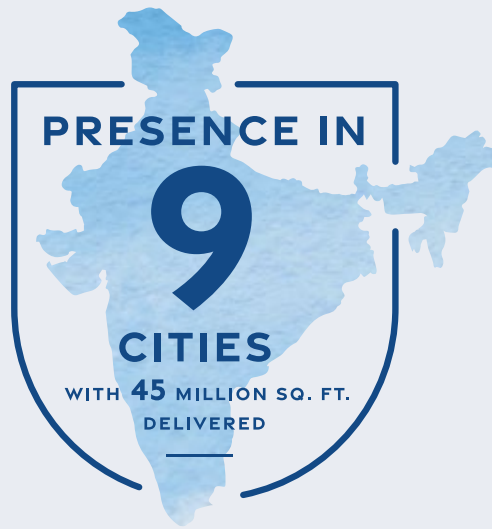 PRESENCE IN
9
CITIES
WITH 45 MILLION SQ. FT.
DELIVERED